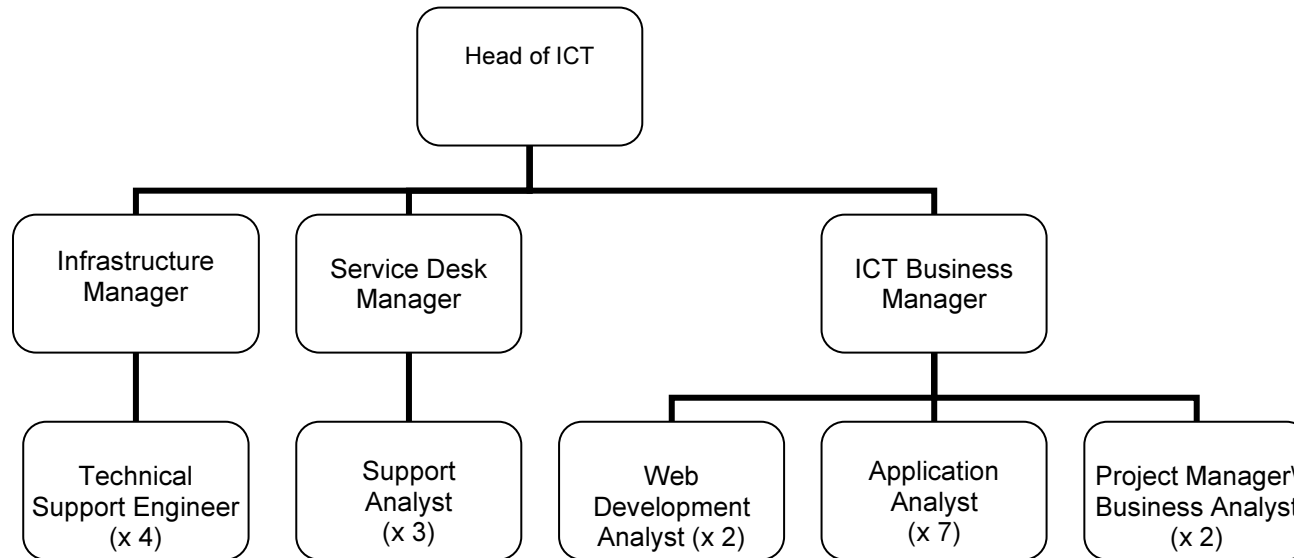 Head of ICT
Infrastructure
Manager
Service Desk
Manager
ICT Business
Manager
Technical
Support Engineer
(x 4)
Support
Analyst
(x 3)
Web
Development
Analyst (x 2)
Application
Analyst
(x 7)
Project Manager\
Business Analyst
(x 2)